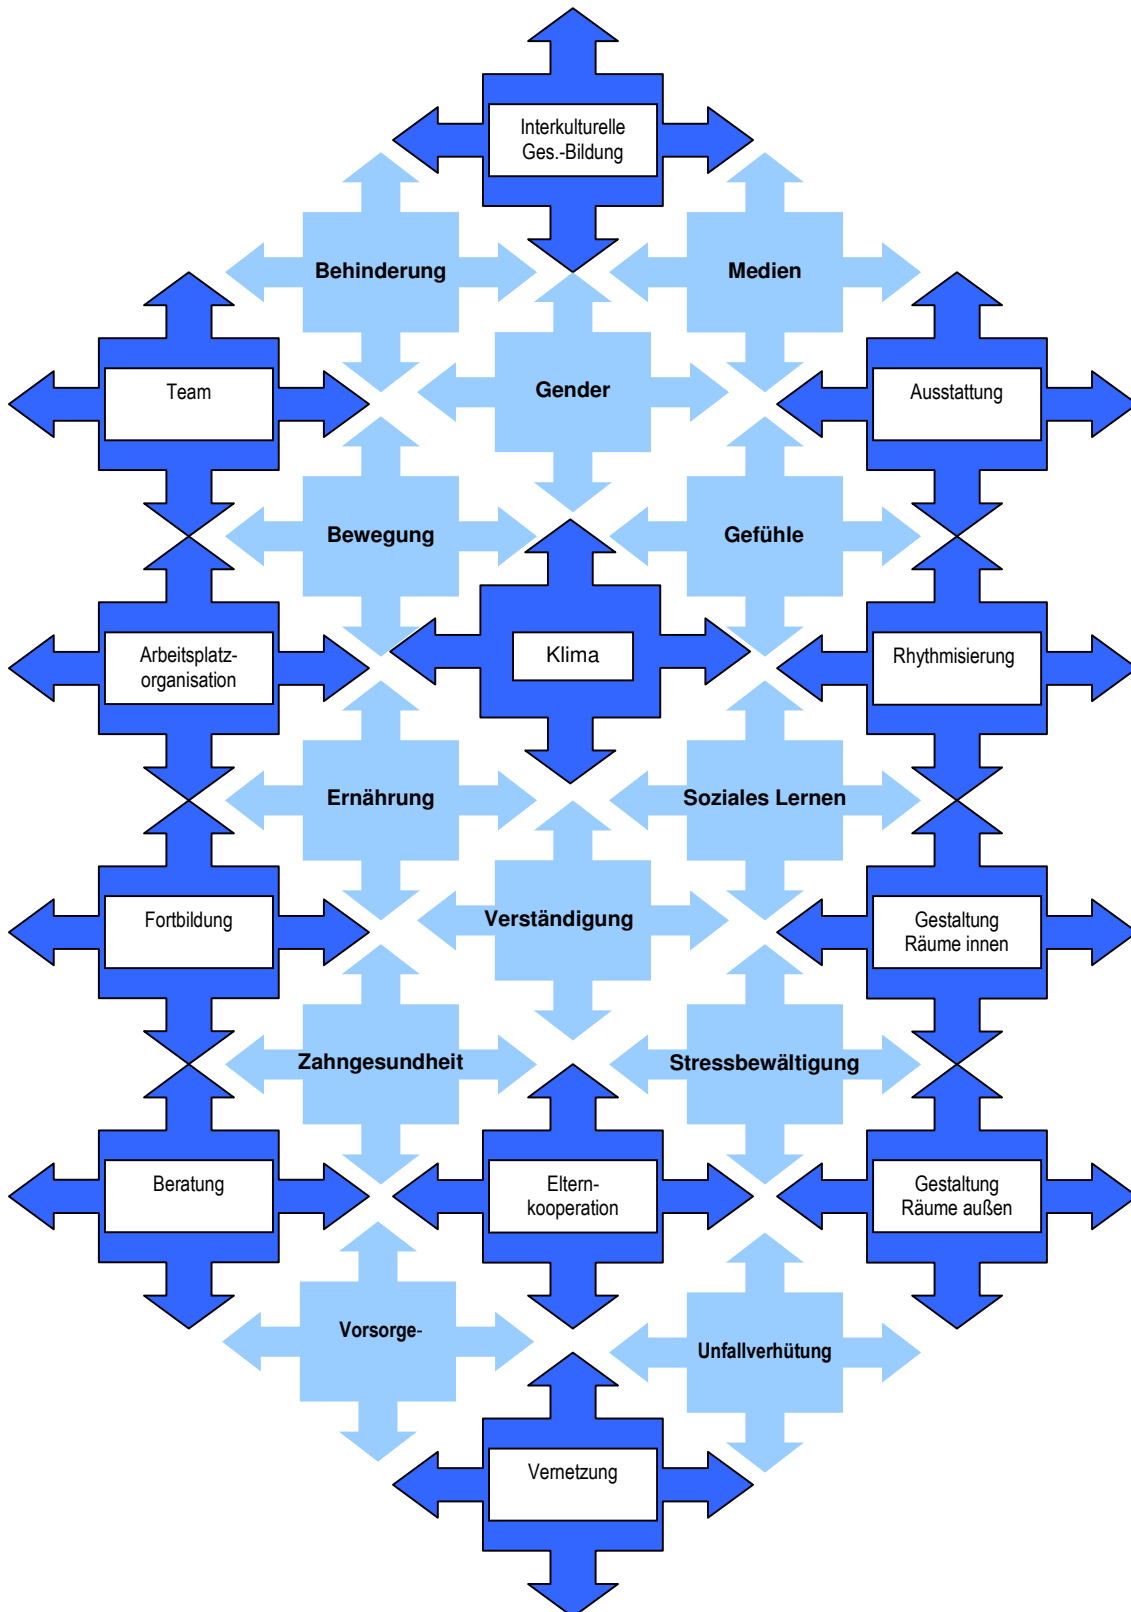 Interkulturelle
Ges.-Bildung
Behinderung
Medien
Team
Gender
Ausstattung
Bewegung
Gefühle
Arbeitsplatz-
organisation
Klima
Rhythmisierung
Ernährung
Soziales Lernen
Fortbildung
Verständigung
Gestaltung
Räume innen
Zahngesundheit
Stressbewältigung
Beratung
Eltern-
kooperation
Gestaltung
Räume außen
Vorsorge-
Unfallverhütung
Vernetzung